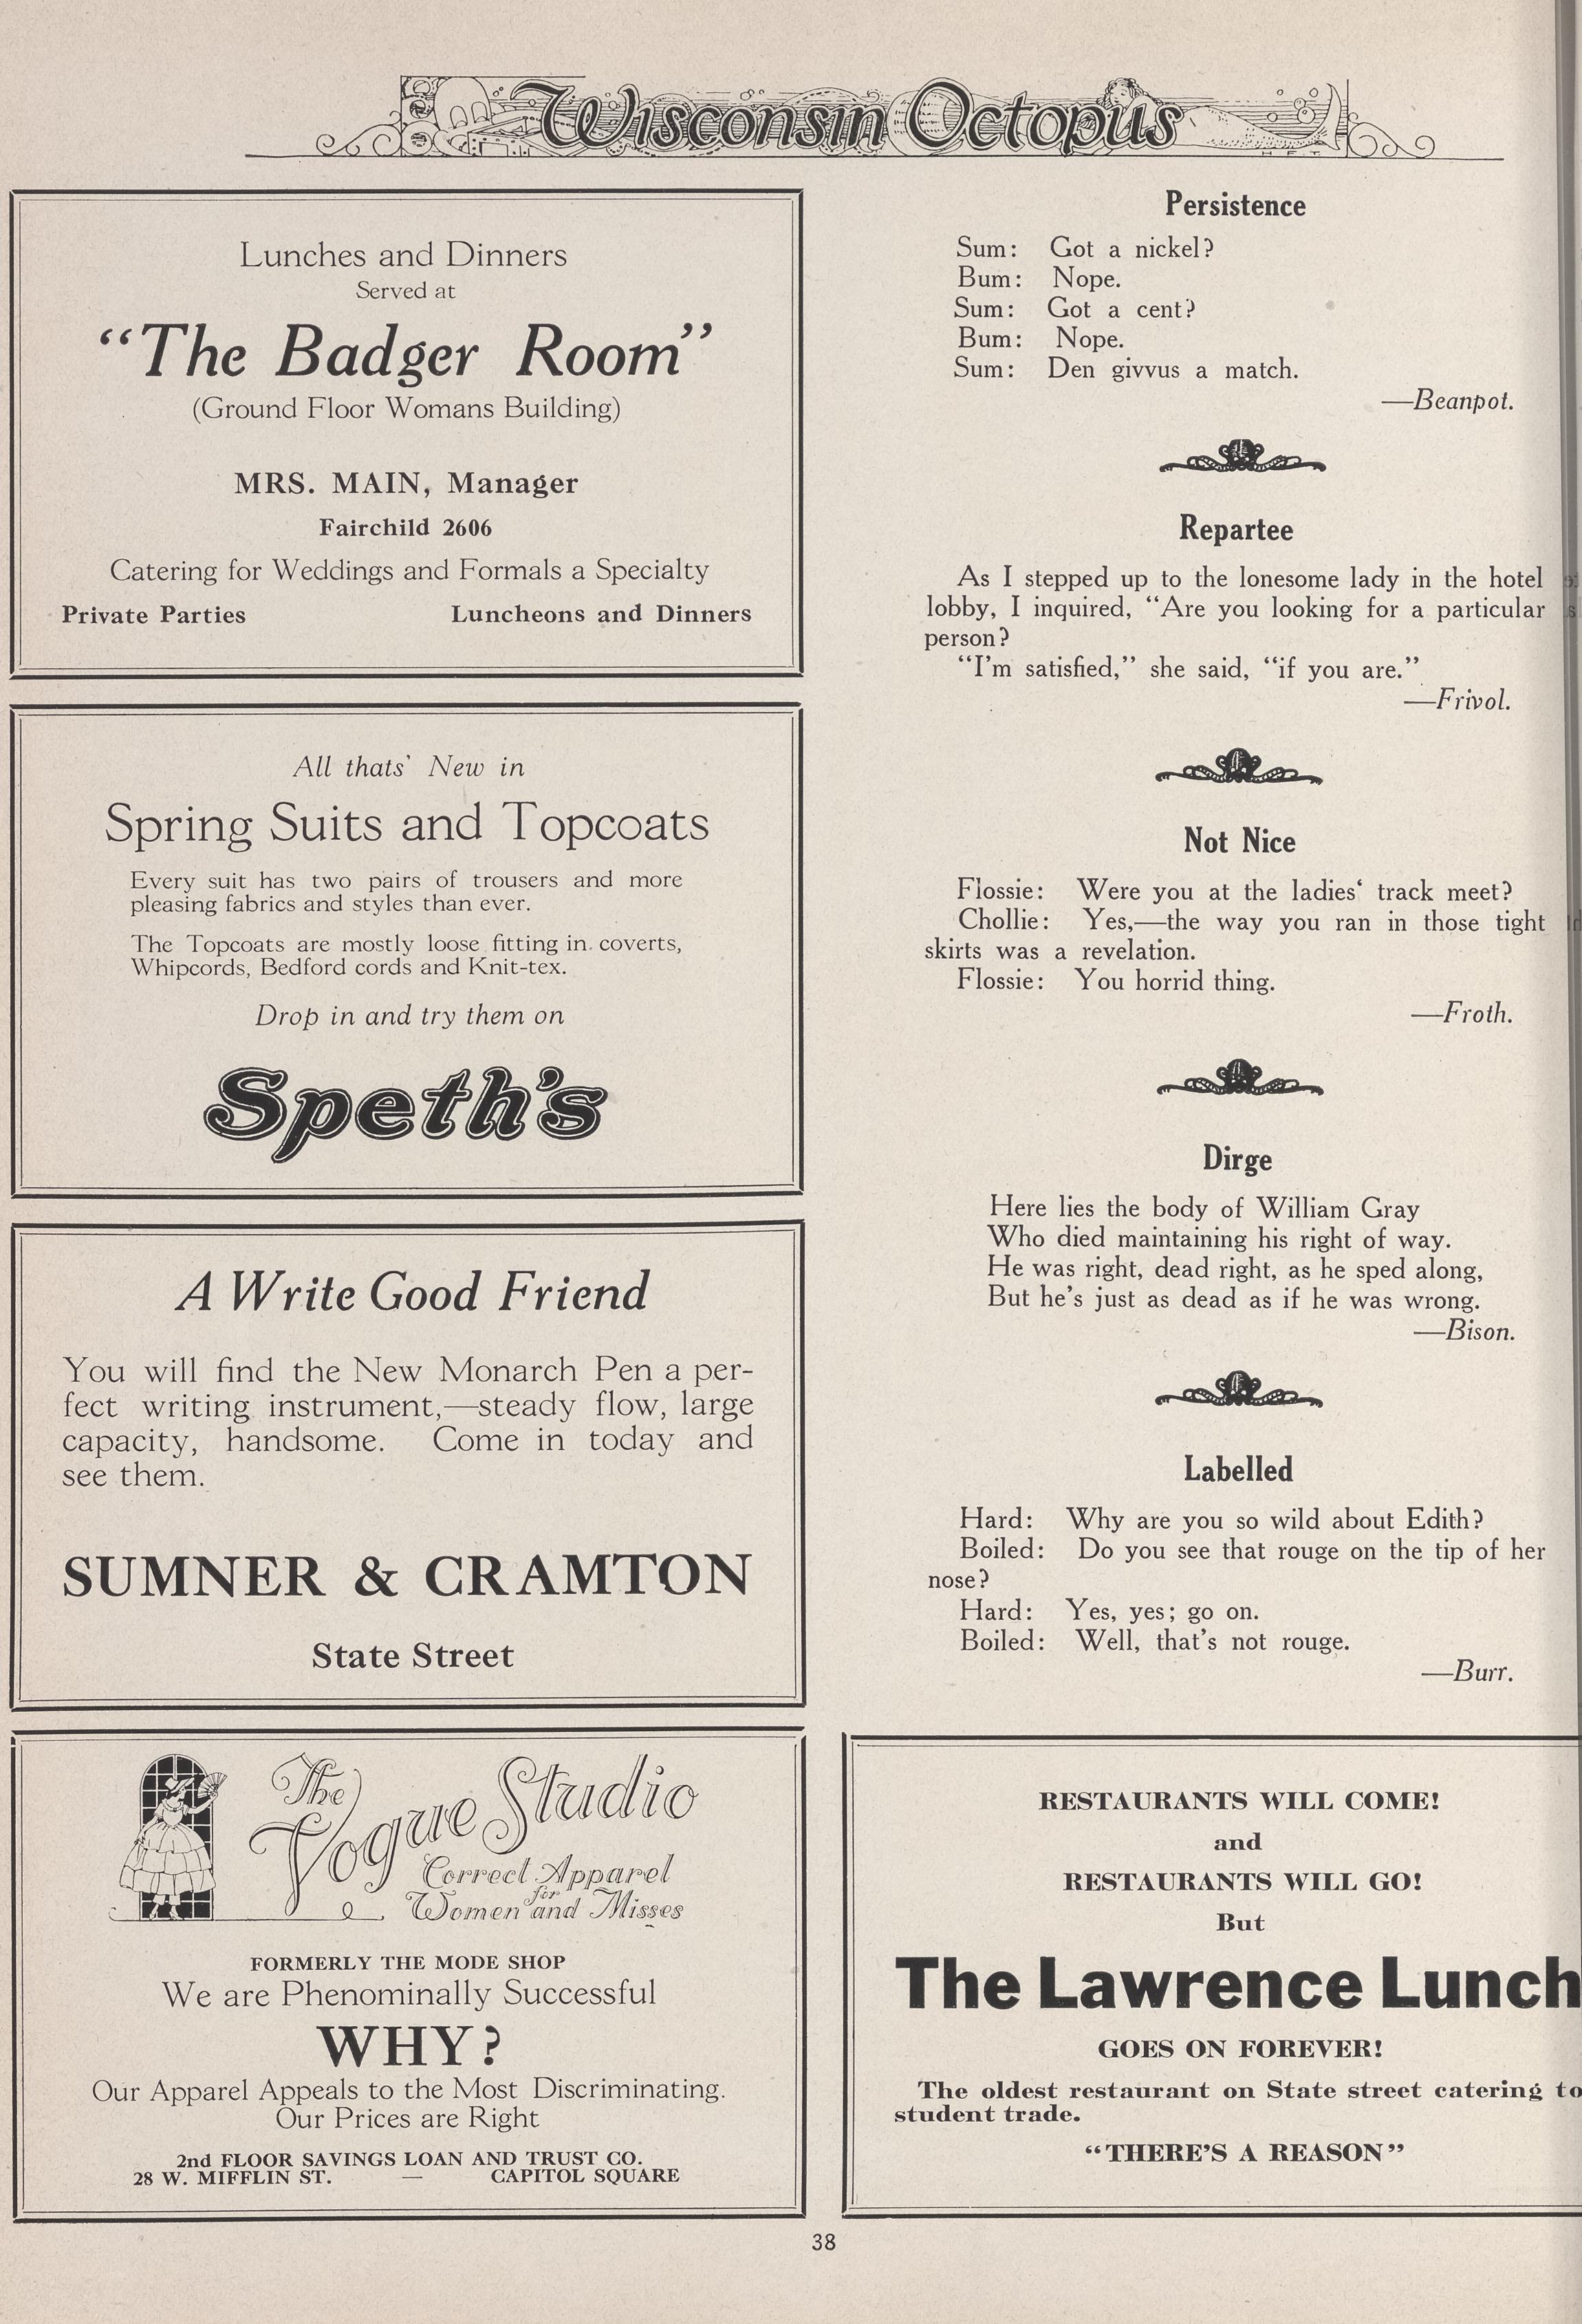 Wisconsin Octopus
Lunches and Dinners
Served at
“The Badger Room”
(Ground Floor Womans Building)
MRS. MAIN, Manager
Fairchild 2606
Catering for Weddings and Formals a Specialty
Private Parties Luncheons and Dinners
All thats' New in
Spring Suits and Topcoats
Every suit has two pairs of trousers and more
pleasing fabrics and styles than ever.
The Topcoats are mostly loose fitting in coverts,
Whipcords, Bedford cords and Knit-tex.
Drop in and try them on
Speth's
A Write Good Friend
You will find the New Monarch Pen a per-
fect writing instrument,—steady flow, large
capacity, handsome. Come in today and
see them.
SUMNER & CRAMTON
State Street
The Vogue Studio
Correct Apparel
for
Women and Misses
FORMERLY THE MODE SHOP
We are Phenominally Successful
WHY?
Our Apparel Appeals to the Most Discriminating.
Our Prices are Right
2nd FLOOR SAVINGS LOAN AND TRUST CO.
28 W. MIFFLIN ST. — CAPITOL SQUARE
Persistence
Sum: Got a nickel?
Bum: Nope.
Sum: Got a cent?
Bum: Nope.
Sum: Den givvus a match.
—Beanpot.
Repartee
As I stepped up to the lonesome lady in the hotel
lobby, I inquired, “Are you looking for a particular
person?
“I'm satisfied,” she said, “if you are.”
—Frivol.
Not Nice
Flossie: Were you at the ladies‘ track meet?
Chollie: Yes,—the way you ran in those tight
skirts was a revelation.
Flossie: You horrid thing.
—Froth.
Dirge
Here lies the body of William Gray
Who died maintaining his right of way.
He was right, dead right, as he sped along,
But he's just as dead as if he was wrong.
—Bison.
Labelled
Hard: Why are you so wild about Edith?
Boiled: Do you see that rouge on the tip of her
nose?
Hard: Yes, yes; go on.
Boiled: Well, that's not rouge.
—Burr.
RESTAURANTS WILL COME!
and
RESTAURANTS WILL GO!
But
The Lawrence Lunch
GOES ON FOREVER!
The oldest restaurant on State street catering to
student trade.
“THERE'S A REASON”
38